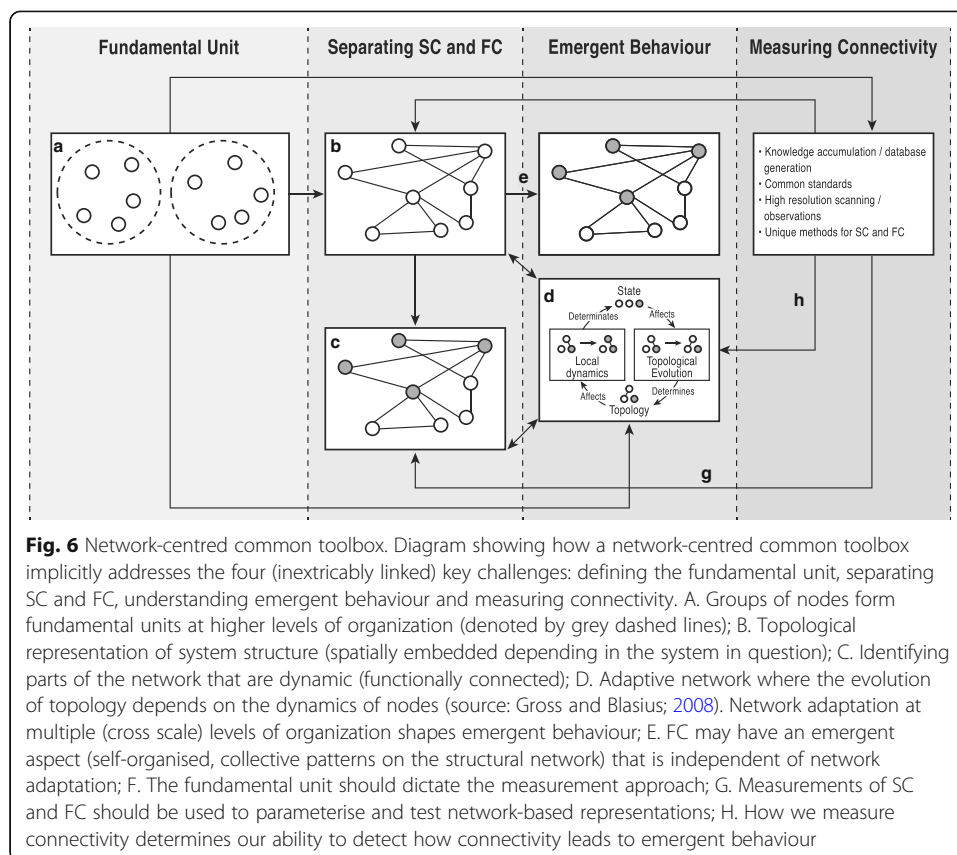 Fundamental Unit
Separating SC and FC
Emergent Behaviour
Measuring Connectivity
a
b
e
• Knowledge accumulation / database
generation
• Common standards
• High resolution scanning /
observations
• Unique methods for SC and FC
h
d
State
Determinates
Affects
Local
dynamics
Topological
Evolution
Affects
Determines
Topology
c
g
Fig. 6 Network-centred common toolbox. Diagram showing how a network-centred common toolbox
implicitly addresses the four (inextricably linked) key challenges: defining the fundamental unit, separating
SC and FC, understanding emergent behaviour and measuring connectivity. A. Groups of nodes form
fundamental units at higher levels of organization (denoted by grey dashed lines); B. Topological
representation of system structure (spatially embedded depending in the system in question); C. Identifying
parts of the network that are dynamic (functionally connected); D. Adaptive network where the evolution
of topology depends on the dynamics of nodes (source: Gross and Blasius; 2008). Network adaptation at
multiple (cross scale) levels of organization shapes emergent behaviour; E. FC may have an emergent
aspect (self-organised, collective patterns on the structural network) that is independent of network
adaptation; F. The fundamental unit should dictate the measurement approach; G. Measurements of SC
and FC should be used to parameterise and test network-based representations; H. How we measure
connectivity determines our ability to detect how connectivity leads to emergent behaviour